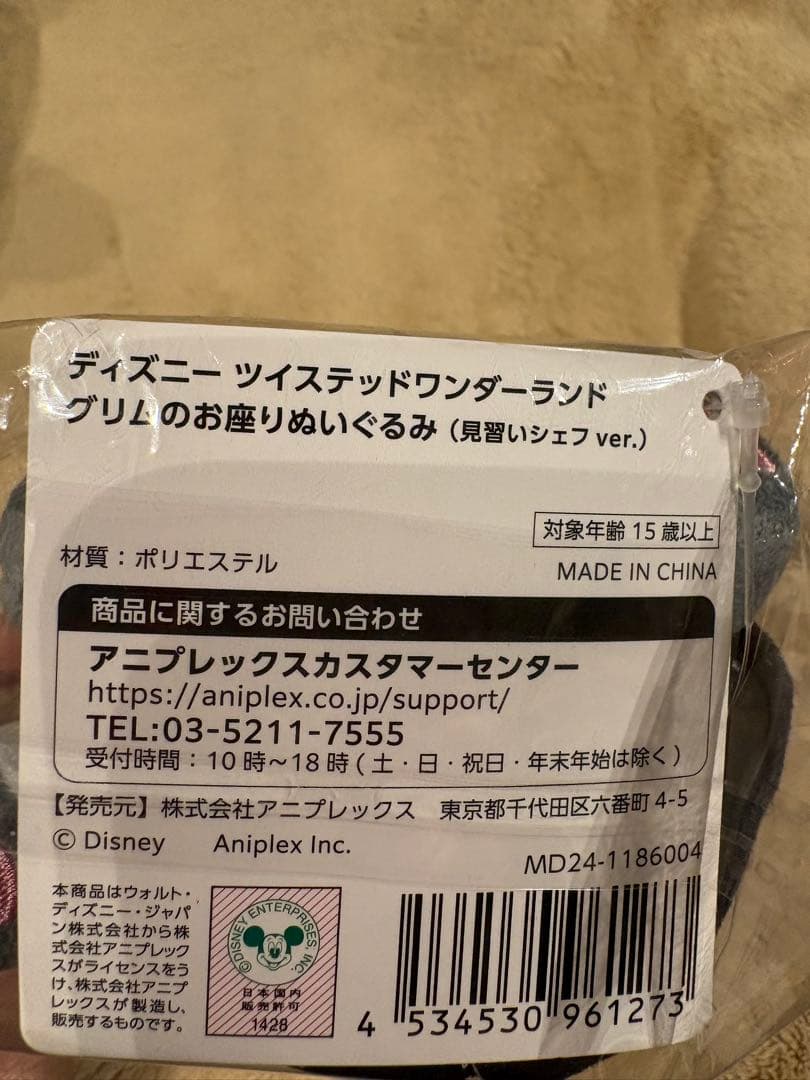 ディズニー ツイステッドワンダーランド
グリムのお座りぬいぐるみ（見習いシェフ ver.）
対象年齢 15 歳以上
材質：ポリエステル
MADE IN CHINA
商品に関するお問い合わせ
アニプレックスカスタマーセンター
https://aniplex.co.jp/support/
TEL:03-5211-7555
受付時間：10 時～18 時（土・日・祝日・年末年始は除く）
【発売元】株式会社アニプレックス　東京都千代田区六番町 4-5
© Disney　Aniplex Inc.
MD24-1186004
本商品はウォルト・
ディズニー・ジャパ
ン株式会社から株
式会社アニプレック
スがライセンスをう
け、株式会社アニプ
レックスが製造し、
販売するものです。
©DISNEY ENTERPRISES, INC.
日本国内
販売許可
1428
4 534530 961273